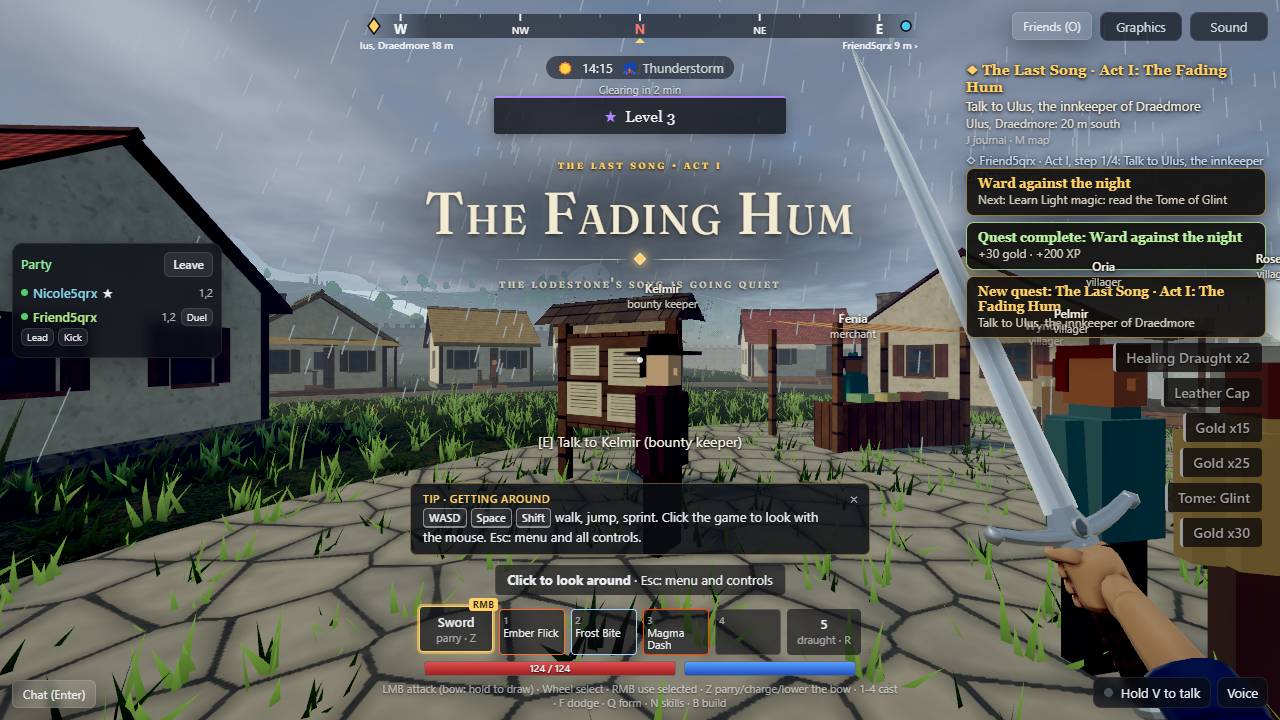 W
NW
N
NE
E
lus, Draedmore 18 m
Friend5qrx 9 m ›
Friends (O)
Graphics
Sound
14:15
Thunderstorm
Clearing in 2 min
★ Level 3
THE LAST SONG • ACT I
THE FADING HUM
THE LODESTONE'S SONG IS GOING QUIET
◆ The Last Song · Act I: The Fading
Hum
Talk to Ulus, the innkeeper of Draedmore
Ulus, Draedmore: 20 m south
J journal · M map
◇ Friend5qrx · Act I, step 1/4: Talk to Ulus, the innkeeper
Ward against the night
Next: Learn Light magic: read the Tome of Glint
Quest complete: Ward against the night
+30 gold · +200 XP
Oria
villager
Rose
villag
New quest: The Last Song · Act I: The
Fading Hum
Talk to Ulus, the innkeeper of Draedmore
Pelmir
villager
villager
Party
Leave
Nicole5qrx ★
1,2
Friend5qrx
1,2
Duel
Lead
Kick
Kelmir
bounty keeper
Fenia
merchant
Healing Draught x2
Leather Cap
Gold x15
Gold x25
Tome: Glint
Gold x30
[E] Talk to Kelmir (bounty keeper)
TIP · GETTING AROUND
×
WASD Space Shift walk, jump, sprint. Click the game to look with
the mouse. Esc: menu and all controls.
Click to look around · Esc: menu and controls
RMB
Sword
parry · Z
1
Ember Flick
2
Frost Bite
3
Magma
Dash
4
5
draught · R
124 / 124
LMB attack (bow: hold to draw) · Wheel select · RMB use selected · Z parry/charge/lower the bow · 1-4 cast
· F dodge · Q form · N skills · B build
Chat (Enter)
Hold V to talk
Voice